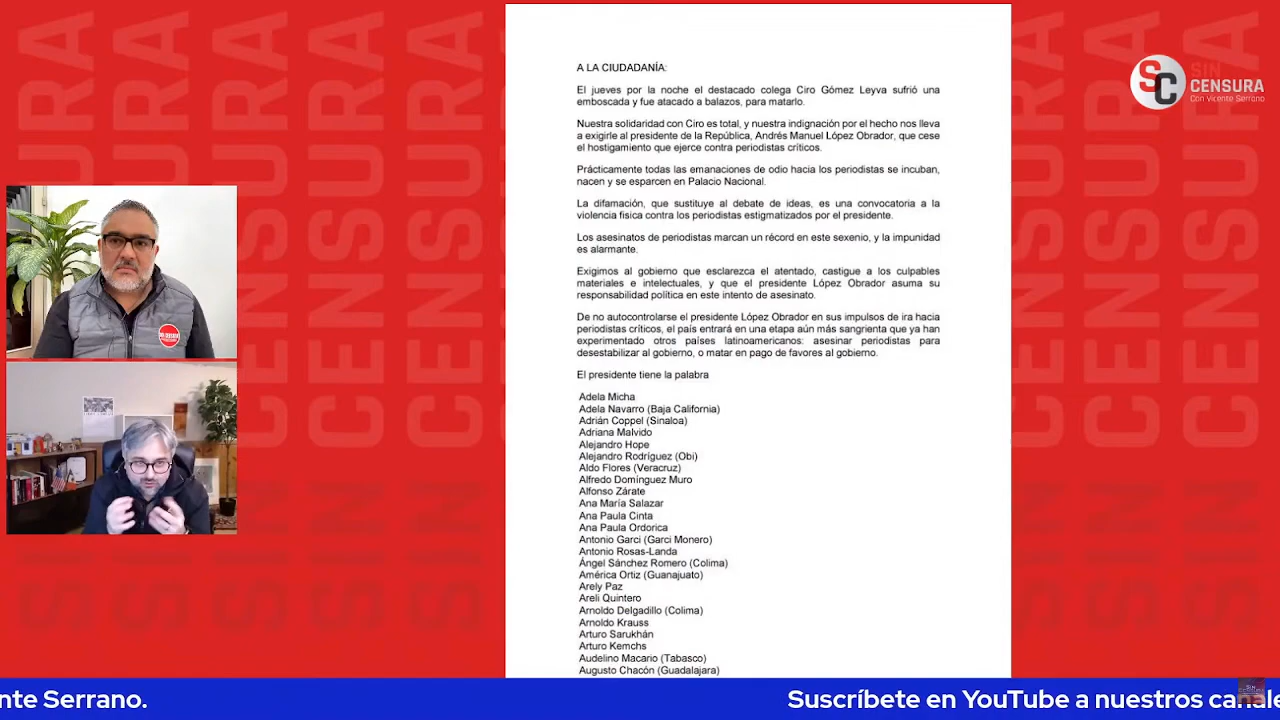 A LA CIUDADANÍA:
El jueves por la noche el destacado colega Ciro Gómez Leyva sufrió una
emboscada y fue atacado a balazos, para matarlo.
Nuestra solidaridad con Ciro es total, y nuestra indignación por el hecho nos lleva
a exigirle al presidente de la República, Andrés Manuel López Obrador, que cese
el hostigamiento que ejerce contra periodistas críticos.
Prácticamente todas las emanaciones de odio hacia los periodistas se incuban,
nacen y se esparcen en Palacio Nacional.
La difamación, que sustituye al debate de ideas, es una convocatoria a la
violencia física contra los periodistas estigmatizados por el presidente.
Los asesinatos de periodistas marcan un récord en este sexenio, y la impunidad
es alarmante.
Exigimos al gobierno que esclarezca el atentado, castigue a los culpables
materiales e intelectuales, y que el presidente López Obrador asuma su
responsabilidad política en este intento de asesinato.
De no autocontrolarse el presidente López Obrador en sus impulsos de ira hacia
periodistas críticos, el país entrará en una etapa aún más sangrienta que ya han
experimentado otros países latinoamericanos: asesinar periodistas para
desestabilizar al gobierno, o matar en pago de favores al gobierno.
El presidente tiene la palabra
Adela Micha
Adela Navarro (Baja California)
Adrián Coppel (Sinaloa)
Adriana Malvido
Alejandro Hope
Alejandro Rodríguez (Obi)
Aldo Flores (Veracruz)
Alfredo Domínguez Muro
Alfonso Zárate
Ana María Salazar
Ana Paula Cinta
Ana Paula Ordorica
Antonio Garci (Garci Monero)
Antonio Rosas-Landa
Ángel Sánchez Romero (Colima)
América Ortiz (Guanajuato)
Arely Paz
Areli Quintero
Arnoldo Delgadillo (Colima)
Arnoldo Krauss
Arturo Sarukhán
Arturo Kemchs
Audelino Macario (Tabasco)
Augusto Chacón (Guadalajara)
SC
SIN
CENSURA
Con Vicente Serrano
SIN CENSURA
nte Serrano.
Suscríbete en YouTube a nuestros canale